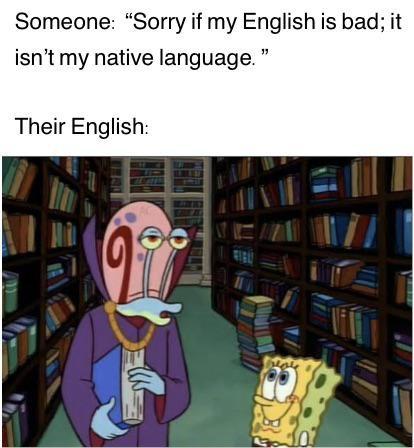 Someone: “Sorry if my English is bad; it
isn’t my native language. ”
Their English: